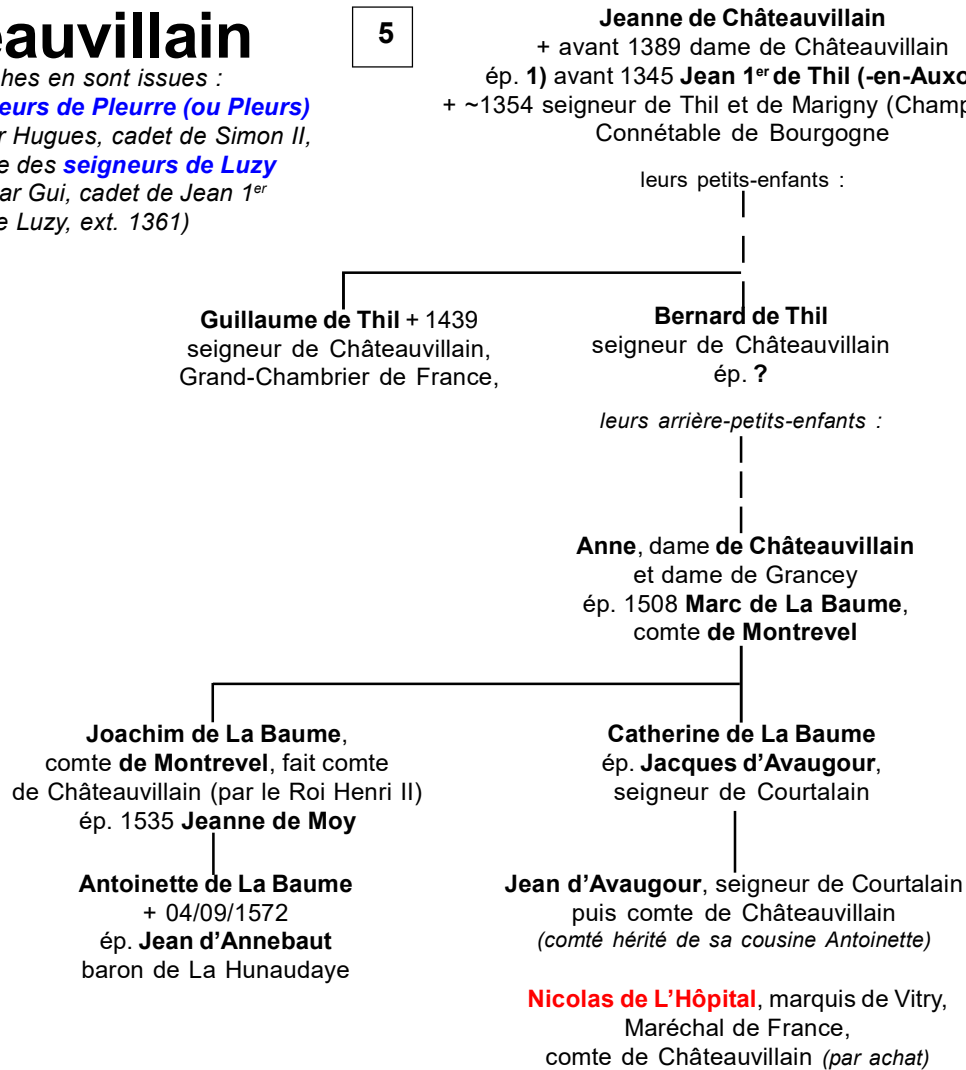 eauvillain
hes en sont issues :
eurs de Pleurre (ou Pleurs)
r Hugues, cadet de Simon II,
e des seigneurs de Luzy
ar Gui, cadet de Jean 1er
e Luzy, ext. 1361)
5
Jeanne de Châteauvillain
+ avant 1389 dame de Châteauvillain
ép. 1) avant 1345 Jean 1er de Thil (-en-Auxo
+ ~1354 seigneur de Thil et de Marigny (Champ
Connétable de Bourgogne
leurs petits-enfants :
Guillaume de Thil + 1439
seigneur de Châteauvillain,
Grand-Chambrier de France,
Bernard de Thil
seigneur de Châteauvillain
ép. ?
leurs arrière-petits-enfants :
Anne, dame de Châteauvillain
et dame de Grancey
ép. 1508 Marc de La Baume,
comte de Montrevel
Joachim de La Baume,
comte de Montrevel, fait comte
de Châteauvillain (par le Roi Henri II)
ép. 1535 Jeanne de Moy
Catherine de La Baume
ép. Jacques d’Avaugour,
seigneur de Courtalain
Antoinette de La Baume
+ 04/09/1572
ép. Jean d’Annebaut
baron de La Hunaudaye
Jean d’Avaugour, seigneur de Courtalain
puis comte de Châteauvillain
(comté hérité de sa cousine Antoinette)
Nicolas de L’Hôpital, marquis de Vitry,
Maréchal de France,
comte de Châteauvillain (par achat)